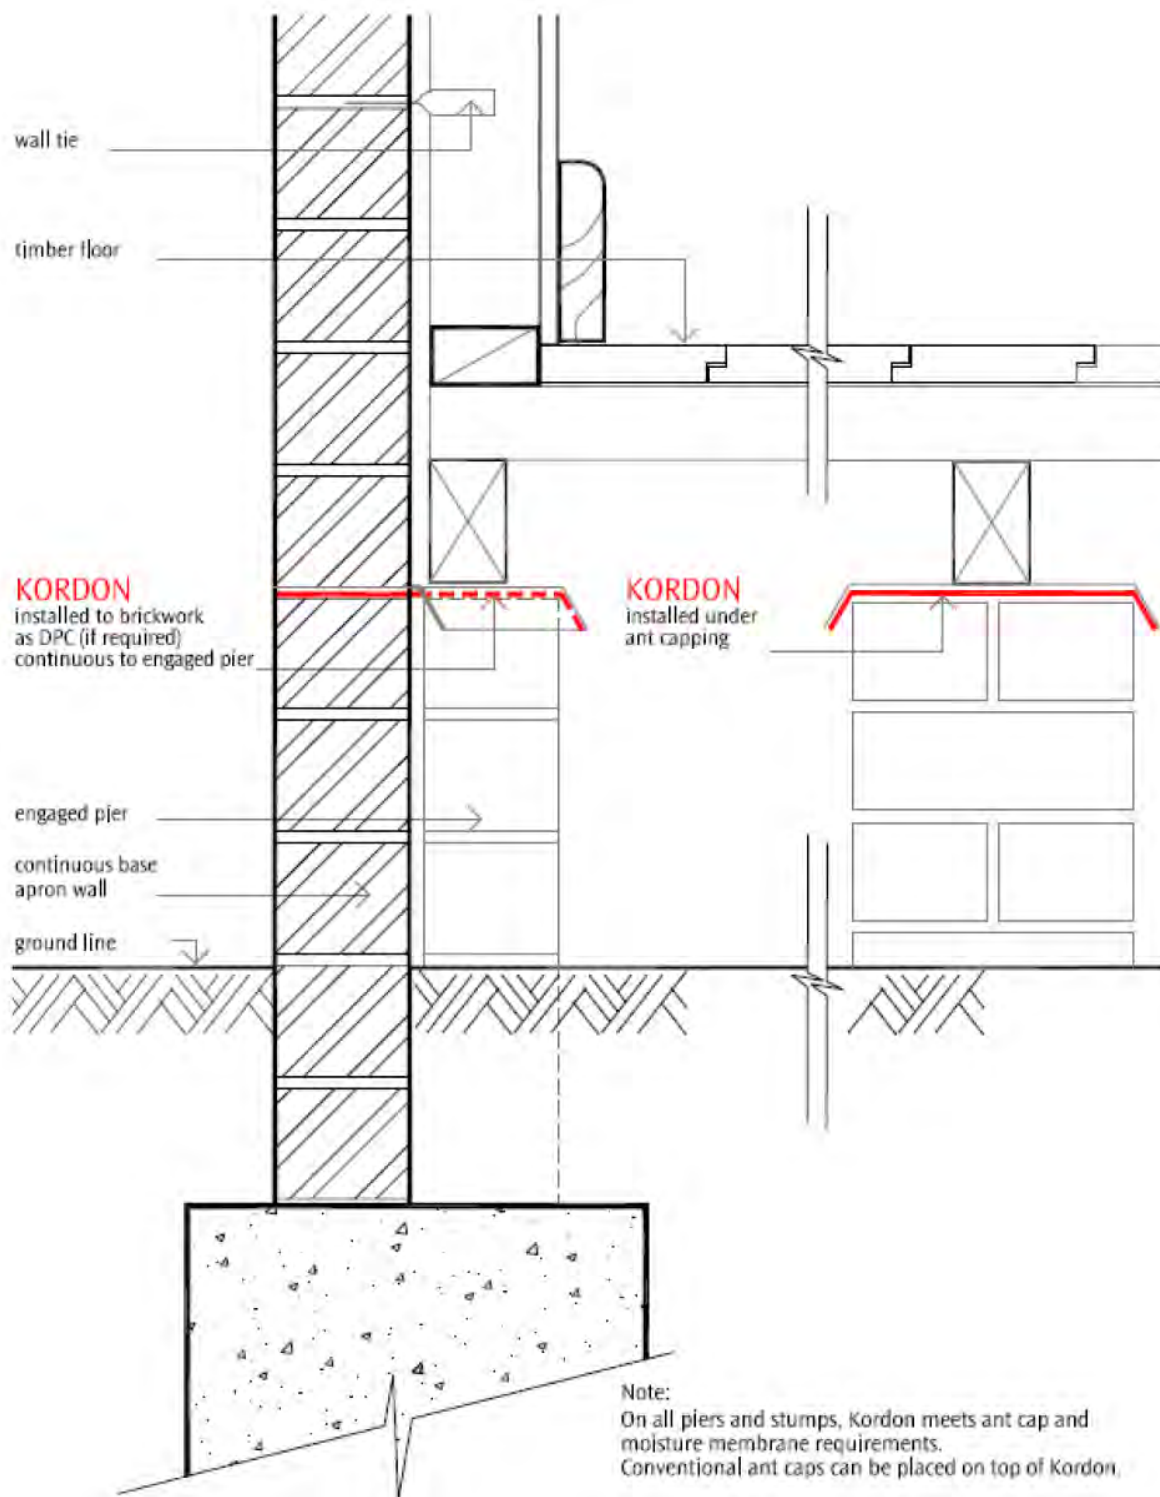 wall tie
timber floor
KORDON
installed to brickwork
as DPC (if required)
continuous to engaged pier
KORDON
installed under
ant capping
engaged pier
continuous base
apron wall
ground line
Note:
On all piers and stumps, Kordon meets ant cap and
moisture membrane requirements.
Conventional ant caps can be placed on top of Kordon.